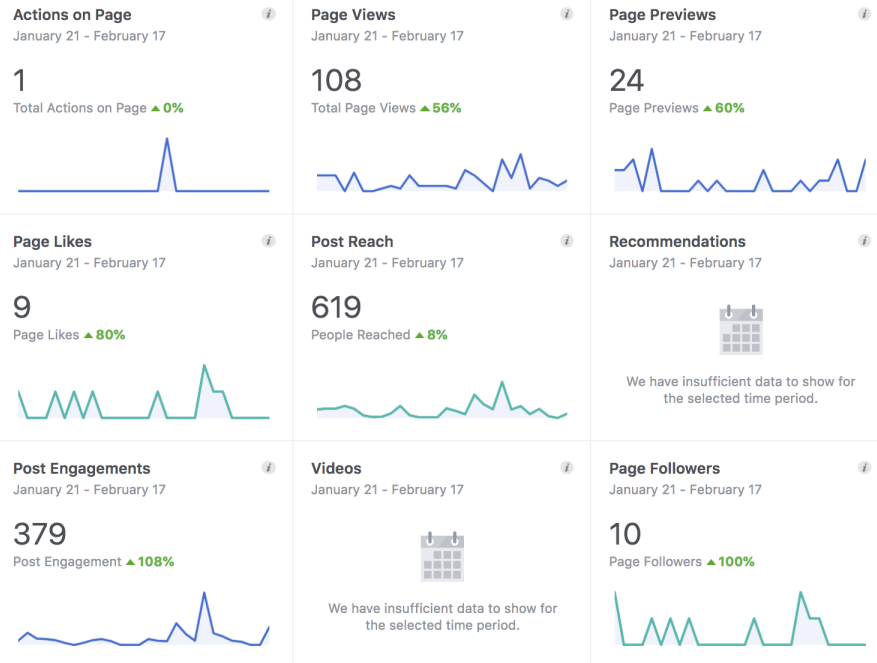 Actions on Page
January 21 - February 17
1
Total Actions on Page 0%
Page Views
January 21 - February 17
108
Total Page Views 56%
Page Previews
January 21 - February 17
24
Page Previews 60%
Page Likes
January 21 - February 17
9
Page Likes 80%
Post Reach
January 21 - February 17
619
People Reached 8%
Recommendations
January 21 - February 17
We have insufficient data to show for
the selected time period.
Post Engagements
January 21 - February 17
379
Post Engagement 108%
Videos
January 21 - February 17
We have insufficient data to show for
the selected time period.
Page Followers
January 21 - February 17
10
Page Followers 100%